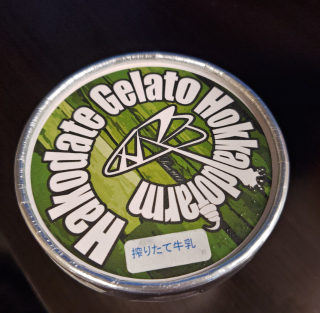 Hakodate Gelato Hokkaidofarm
搾りたて牛乳